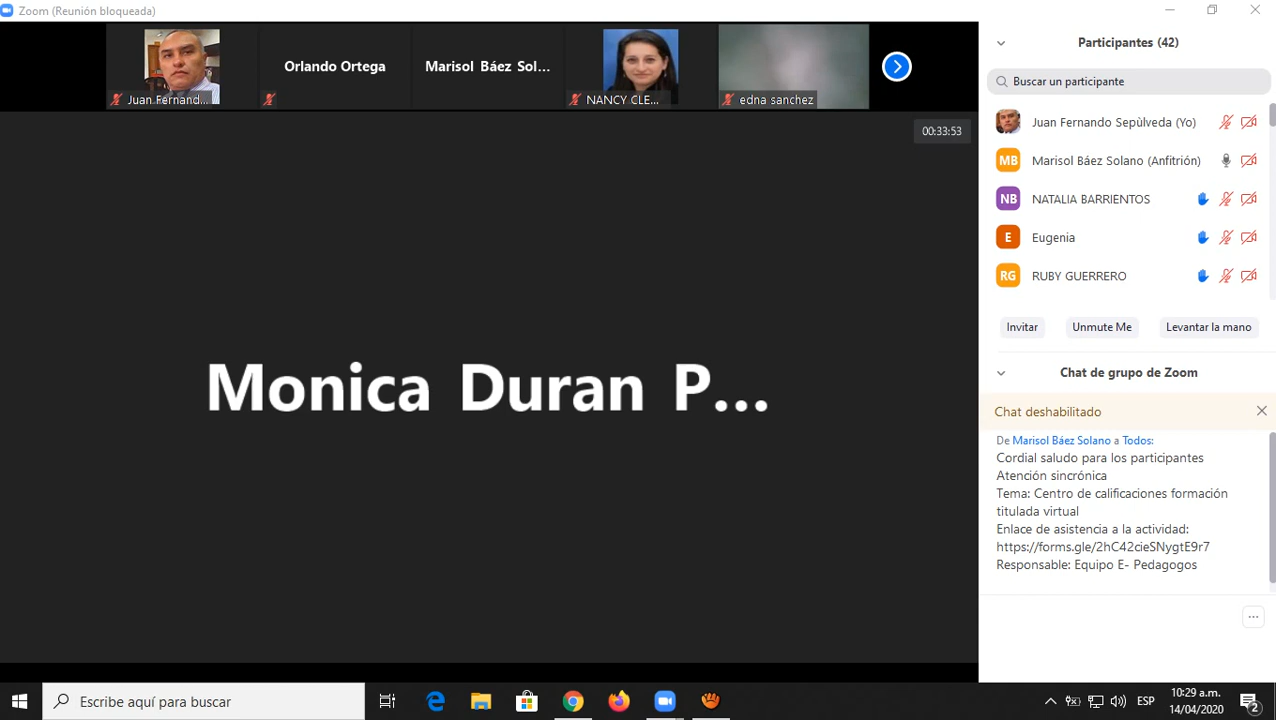 Zoom (Reunión bloqueada)
Juan Fernand...
Orlando Ortega
Marisol Báez Sol...
NANCY CLE...
edna sanchez
00:33:53
Monica Duran P...
Participantes (42)
Buscar un participante
Juan Fernando Sepùlveda (Yo)
MB Marisol Báez Solano (Anfitrión)
NB NATALIA BARRIENTOS
E Eugenia
RG RUBY GUERRERO
Invitar Unmute Me Levantar la mano
Chat de grupo de Zoom
Chat deshabilitado
De Marisol Báez Solano a Todos:
Cordial saludo para los participantes
Atención sincrónica
Tema: Centro de calificaciones formación
titulada virtual
Enlace de asistencia a la actividad:
https://forms.gle/2hC42cieSNygtE9r7
Responsable: Equipo E- Pedagogos
Escribe aquí para buscar
ESP
10:29 a.m.
14/04/2020
2